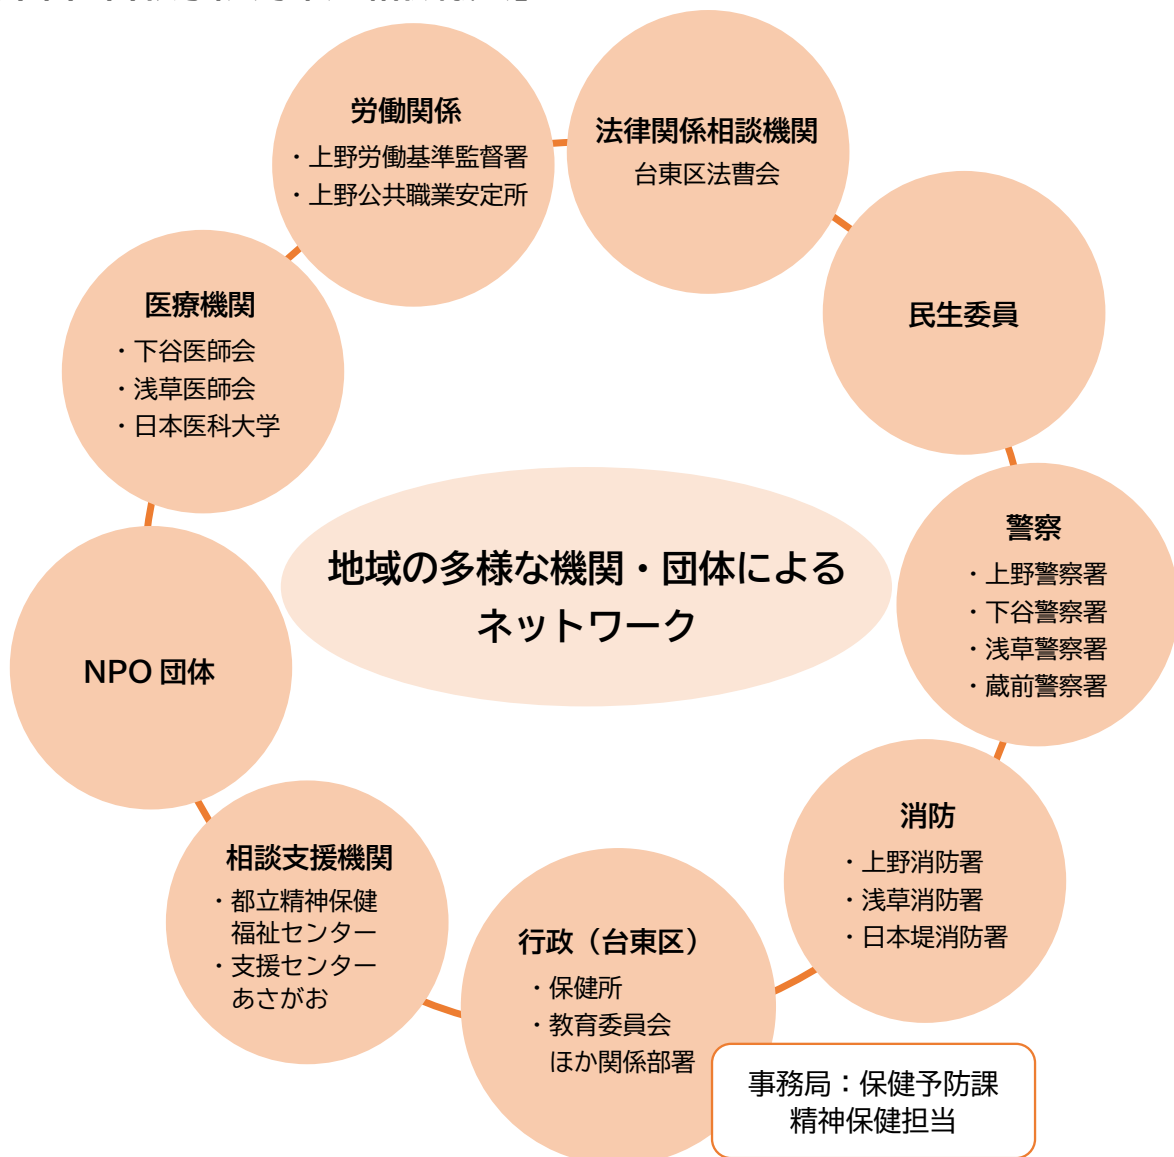 労働関係
・上野労働基準監督署
・上野公共職業安定所
法律関係相談機関
台東区法曹会
民生委員
医療機関
・下谷医師会
・浅草医師会
・日本医科大学
警察
・上野警察署
・下谷警察署
・浅草警察署
・蔵前警察署
地域の多様な機関・団体による
ネットワーク
NPO 団体
消防
・上野消防署
・浅草消防署
・日本堤消防署
相談支援機関
・都立精神保健
福祉センター
・支援センター
あさがお
行政（台東区）
・保健所
・教育委員会
ほか関係部署
事務局：保健予防課
精神保健担当